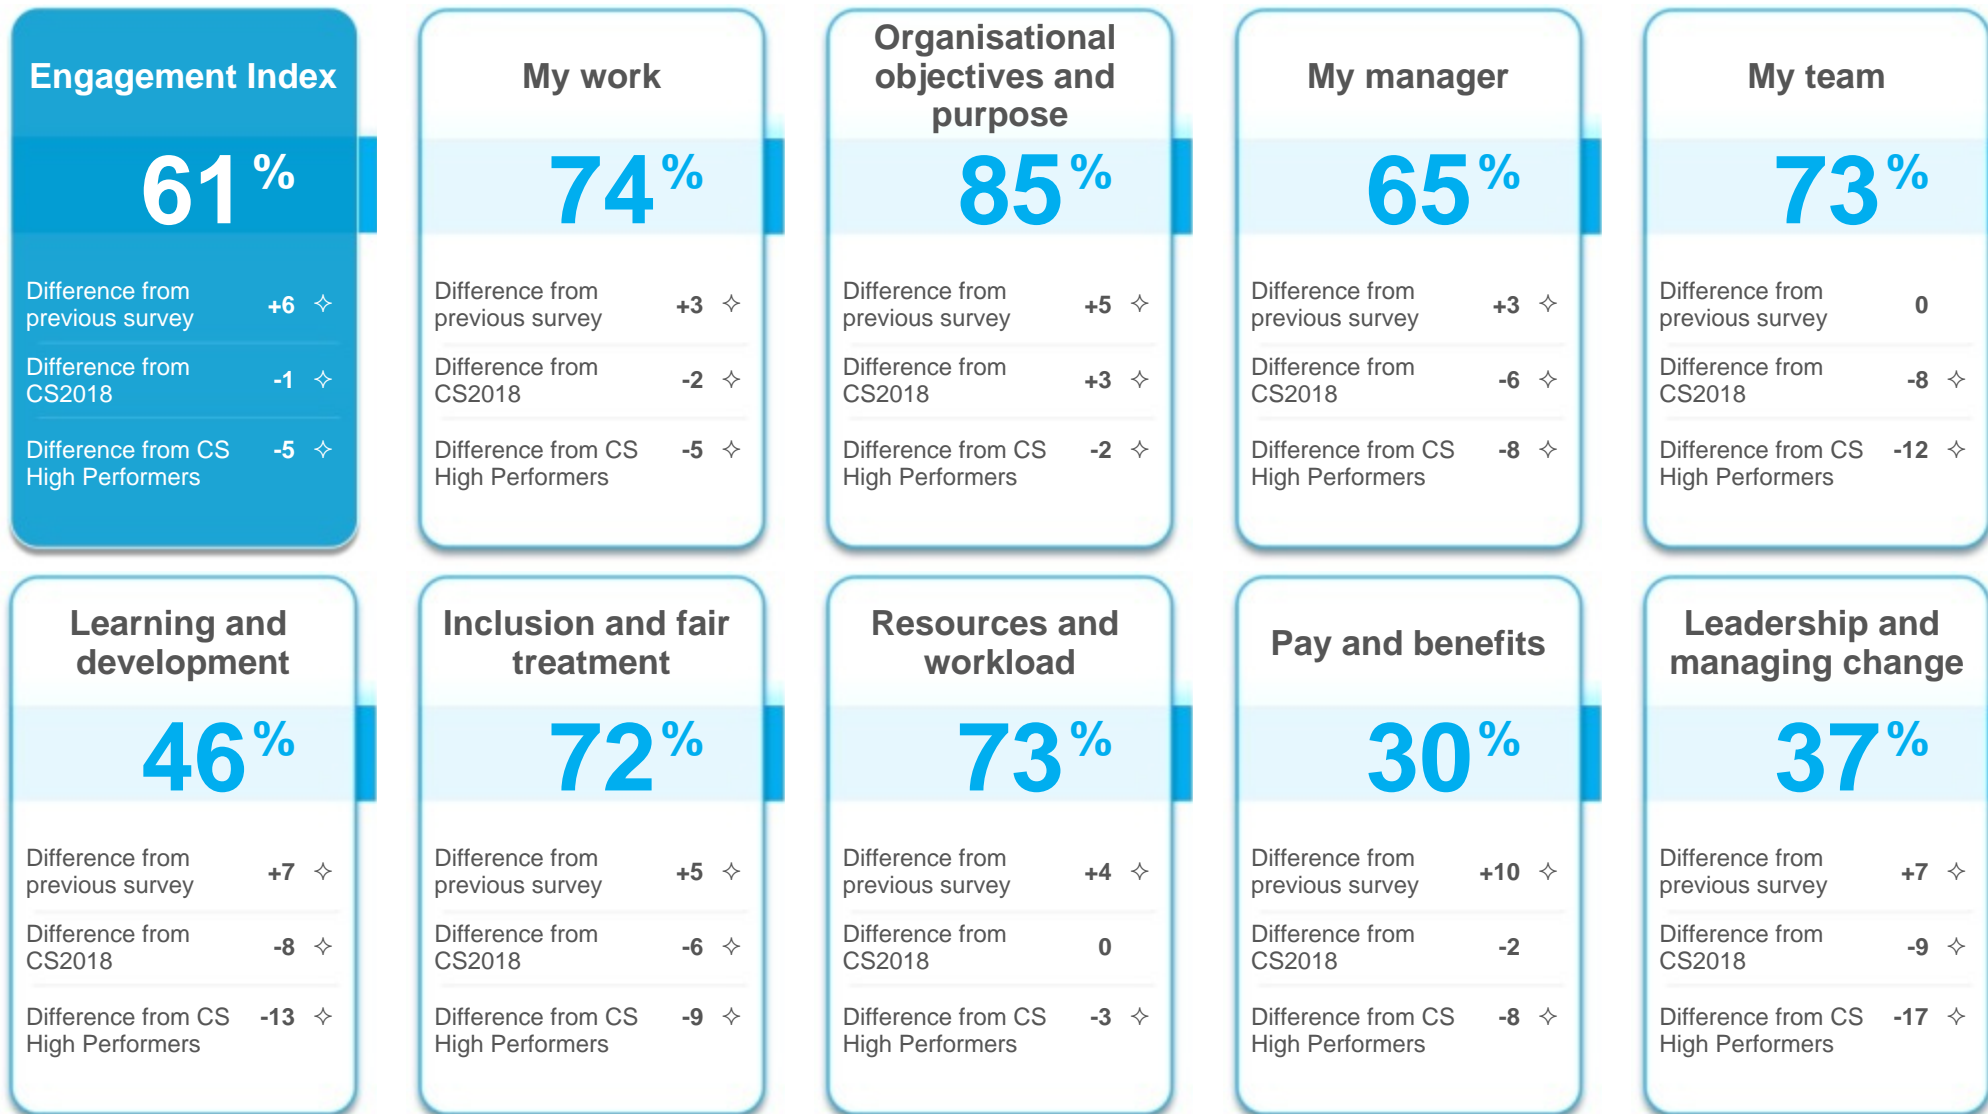 Engagement Index
61%
Difference from
previous survey +6 ✧
Difference from
CS2018 -1 ✧
Difference from CS
High Performers -5 ✧
My work
74%
Difference from
previous survey +3 ✧
Difference from
CS2018 -2 ✧
Difference from CS
High Performers -5 ✧
Organisational
objectives and
purpose
85%
Difference from
previous survey +5 ✧
Difference from
CS2018 +3 ✧
Difference from CS
High Performers -2 ✧
My manager
65%
Difference from
previous survey +3 ✧
Difference from
CS2018 -6 ✧
Difference from CS
High Performers -8 ✧
My team
73%
Difference from
previous survey 0
Difference from
CS2018 -8 ✧
Difference from CS
High Performers -12 ✧
Learning and
development
46%
Difference from
previous survey +7 ✧
Difference from
CS2018 -8 ✧
Difference from CS
High Performers -13 ✧
Inclusion and fair
treatment
72%
Difference from
previous survey +5 ✧
Difference from
CS2018 -6 ✧
Difference from CS
High Performers -9 ✧
Resources and
workload
73%
Difference from
previous survey +4 ✧
Difference from
CS2018 0
Difference from CS
High Performers -3 ✧
Pay and benefits
30%
Difference from
previous survey +10 ✧
Difference from
CS2018 -2
Difference from CS
High Performers -8 ✧
Leadership and
managing change
37%
Difference from
previous survey +7 ✧
Difference from
CS2018 -9 ✧
Difference from CS
High Performers -17 ✧